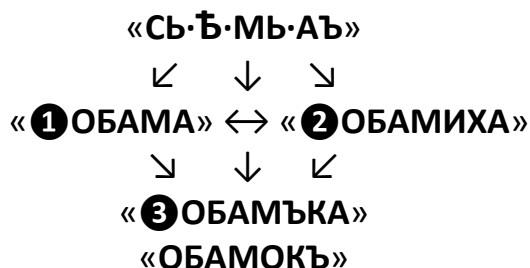 «СЬ·Ѣ·МЬ·АЪ»
↙ ↓ ↘
«❶ОБАМА» ↔ «❷ОБАМИХА»
↘ ↓ ↙
«❸ОБАМЪКА»
«ОБАМОКЪ»